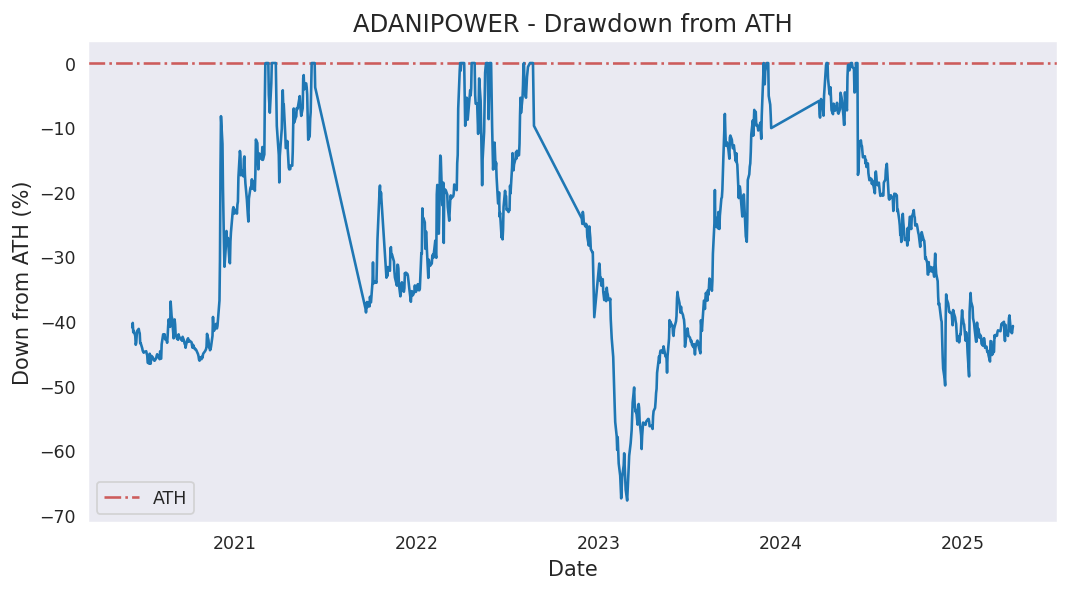 ADANIPOWER - Drawdown from ATH
Down from ATH (%)
0
−10
−20
−30
−40
−50
−60
−70
ATH
2021 2022 2023 2024 2025
Date